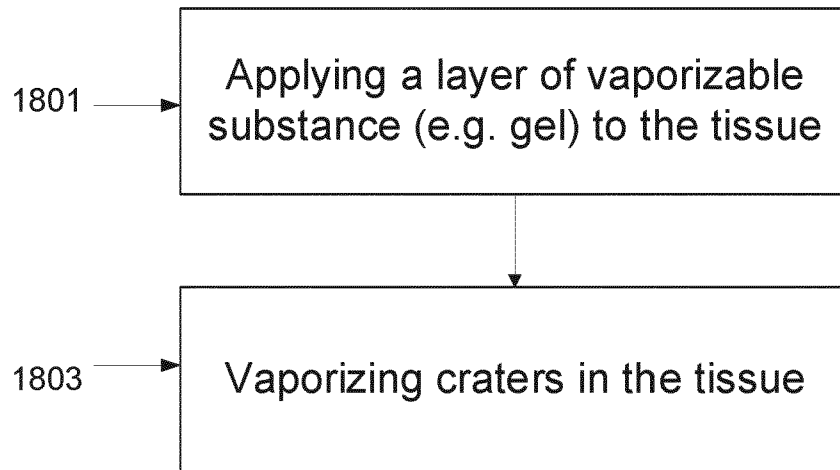 1801
Applying a layer of vaporizable
substance (e.g. gel) to the tissue
1803
Vaporizing craters in the tissue